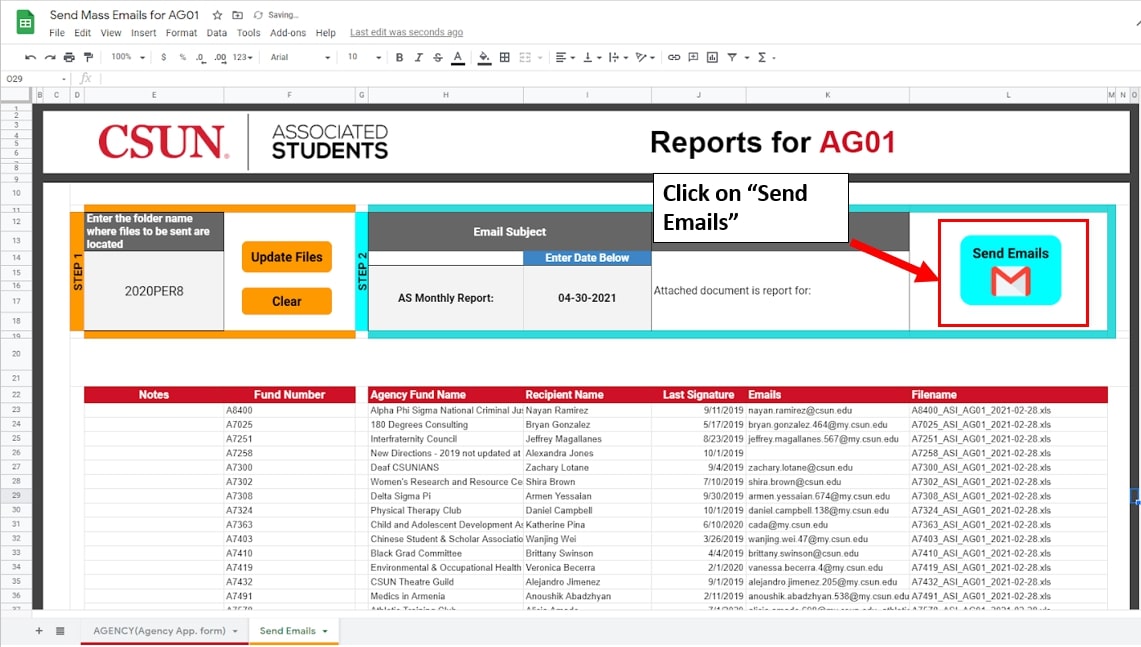 Send Mass Emails for AG01 Saving...
File Edit View Insert Format Data Tools Add-ons Help Last edit was seconds ago
100% $ % .0 .00 123 Arial 10 B I S A
O29 fx
B C D E F G H I J K L M N O
CSUN. ASSOCIATED STUDENTS
Reports for AG01
Click on “Send
Emails”
STEP 1
Enter the folder name
where files to be sent are
located
2020PER8
Update Files
Clear
STEP 2
Email Subject
Enter Date Below
AS Monthly Report: 04-30-2021
Attached document is report for:
Send Emails
Notes Fund Number Agency Fund Name Recipient Name Last Signature Emails Filename
23 A8400 Alpha Phi Sigma National Criminal Jus Nayan Ramirez 9/11/2019 nayan.ramirez@csun.edu A8400_ASI_AG01_2021-02-28.xls
24 A7025 180 Degrees Consulting Bryan Gonzalez 5/17/2019 bryan.gonzalez.464@my.csun.edu A7025_ASI_AG01_2021-02-28.xls
25 A7251 Interfraternity Council Jeffrey Magallanes 8/23/2019 jeffrey.magallanes.567@my.csun.edu A7251_ASI_AG01_2021-02-28.xls
26 A7258 New Directions - 2019 not updated at Alexandra Jones 10/1/2019 A7258_ASI_AG01_2021-02-28.xls
27 A7300 Deaf CSUNIANS Zachary Lotane 9/4/2019 zachary.lotane@csun.edu A7300_ASI_AG01_2021-02-28.xls
28 A7302 Women's Research and Resource Ce Shira Brown 7/10/2019 shira.brown@csun.edu A7302_ASI_AG01_2021-02-28.xls
29 A7308 Delta Sigma Pi Armen Yessaian 9/30/2019 armen.yessaian.674@my.csun.edu A7308_ASI_AG01_2021-02-28.xls
30 A7324 Physical Therapy Club Daniel Campbell 10/1/2019 daniel.campbell.138@my.csun.edu A7324_ASI_AG01_2021-02-28.xls
31 A7363 Child and Adolescent Development As Katherine Pina 6/10/2020 cada@my.csun.edu A7363_ASI_AG01_2021-02-28.xls
32 A7403 Chinese Student & Scholar Associatio Wanjing Wei 3/26/2019 wanjing.wei.47@my.csun.edu A7403_ASI_AG01_2021-02-28.xls
33 A7410 Black Grad Committee Brittany Swinson 4/4/2019 brittany.swinson@csun.edu A7410_ASI_AG01_2021-02-28.xls
34 A7419 Environmental & Occupational Health Veronica Becerra 2/1/2020 vanessa.becerra.4@my.csun.edu A7419_ASI_AG01_2021-02-28.xls
35 A7432 CSUN Theatre Guild Alejandro Jimenez 9/1/2019 alejandro.jimenez.205@my.csun.edu A7432_ASI_AG01_2021-02-28.xls
36 A7491 Medics in Armenia Anoushik Abadzhyan 2/11/2019 anoushik.abadzhyan.538@my.csun.edu A7491_ASI_AG01_2021-02-28.xls
AGENCY(Agency App. form) Send Emails